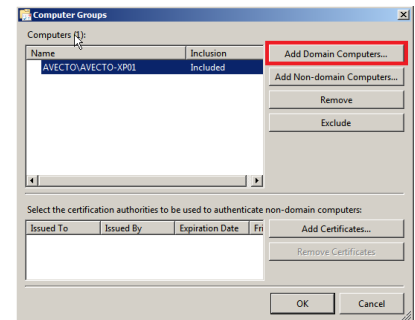 Computer Groups
Computers (1):
Name Inclusion
AVECTO\AVECTO-XP01 Included
Add Domain Computers...
Add Non-domain Computers...
Remove
Exclude
Select the certification authorities to be used to authenticate non-domain computers:
Issued To Issued By Expiration Date Fri
Add Certificates...
Remove Certificates
OK Cancel